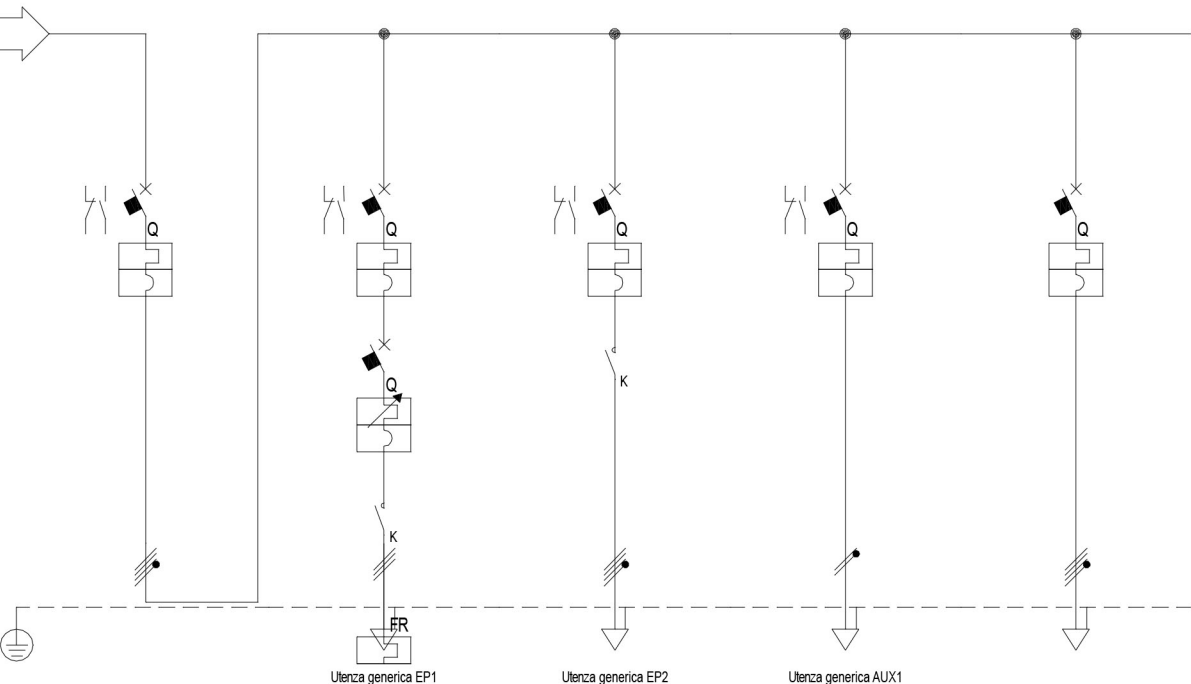 Q
Q
Q
Q
Q
Q
K
K
FR
Utenza generica EP1
Utenza generica EP2
Utenza generica AUX1